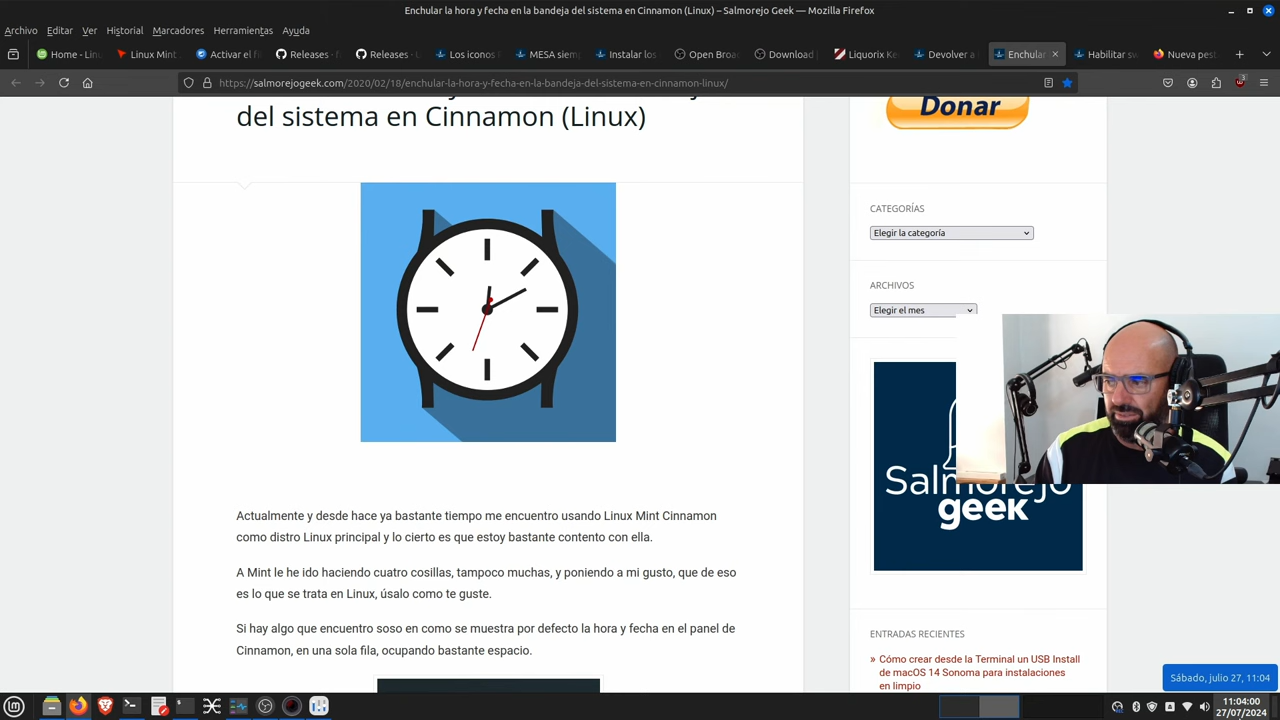 Enchular la hora y fecha en la bandeja del sistema en Cinnamon (Linux) – Salmorejo Geek — Mozilla Firefox
Archivo Editar Ver Historial Marcadores Herramientas Ayuda
Home - Linu
Linux Mint
Activar el f
Releases
Releases
Los iconos
MESA siem
Instalar los
Open Broa
Download |
Liquorix Ke
Devolver a
Enchular
Habilitar sw
Nueva pest
https://salmorejogeek.com/2020/02/18/enchular-la-hora-y-fecha-en-la-bandeja-del-sistema-en-cinnamon-linux/
del sistema en Cinnamon (Linux)
Actualmente y desde hace ya bastante tiempo me encuentro usando Linux Mint Cinnamon
como distro Linux principal y lo cierto es que estoy bastante contento con ella.
A Mint le he ido haciendo cuatro cosillas, tampoco muchas, y poniendo a mi gusto, que de eso
es lo que se trata en Linux, úsalo como te guste.
Si hay algo que encuentro soso en como se muestra por defecto la hora y fecha en el panel de
Cinnamon, en una sola fila, ocupando bastante espacio.
Donar
CATEGORÍAS
Elegir la categoría
ARCHIVOS
Elegir el mes
Salmorejo
geek
ENTRADAS RECIENTES
» Cómo crear desde la Terminal un USB Install
de macOS 14 Sonoma para instalaciones
en limpio
Sábado, julio 27, 11:04
11:04:00
27/07/2024